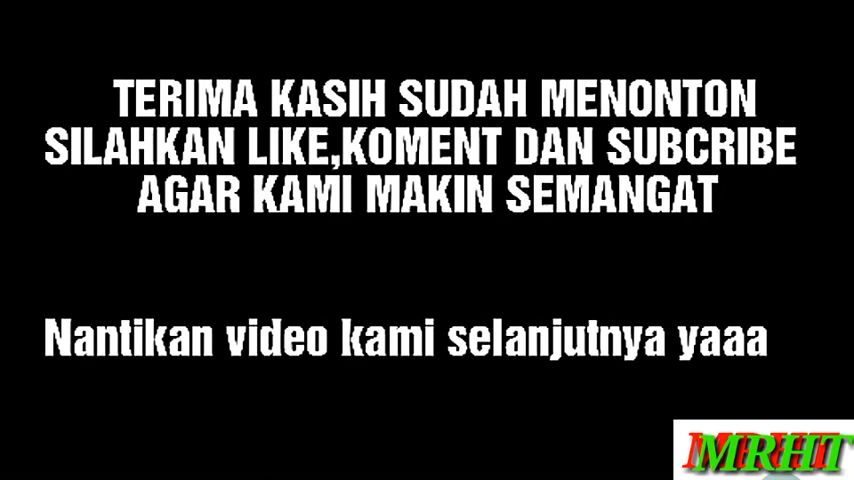 TERIMA KASIH SUDAH MENONTON
SILAHKAN LIKE,KOMENT DAN SUBCRIBE
AGAR KAMI MAKIN SEMANGAT
Nantikan video kami selanjutnya yaaa
MRHT